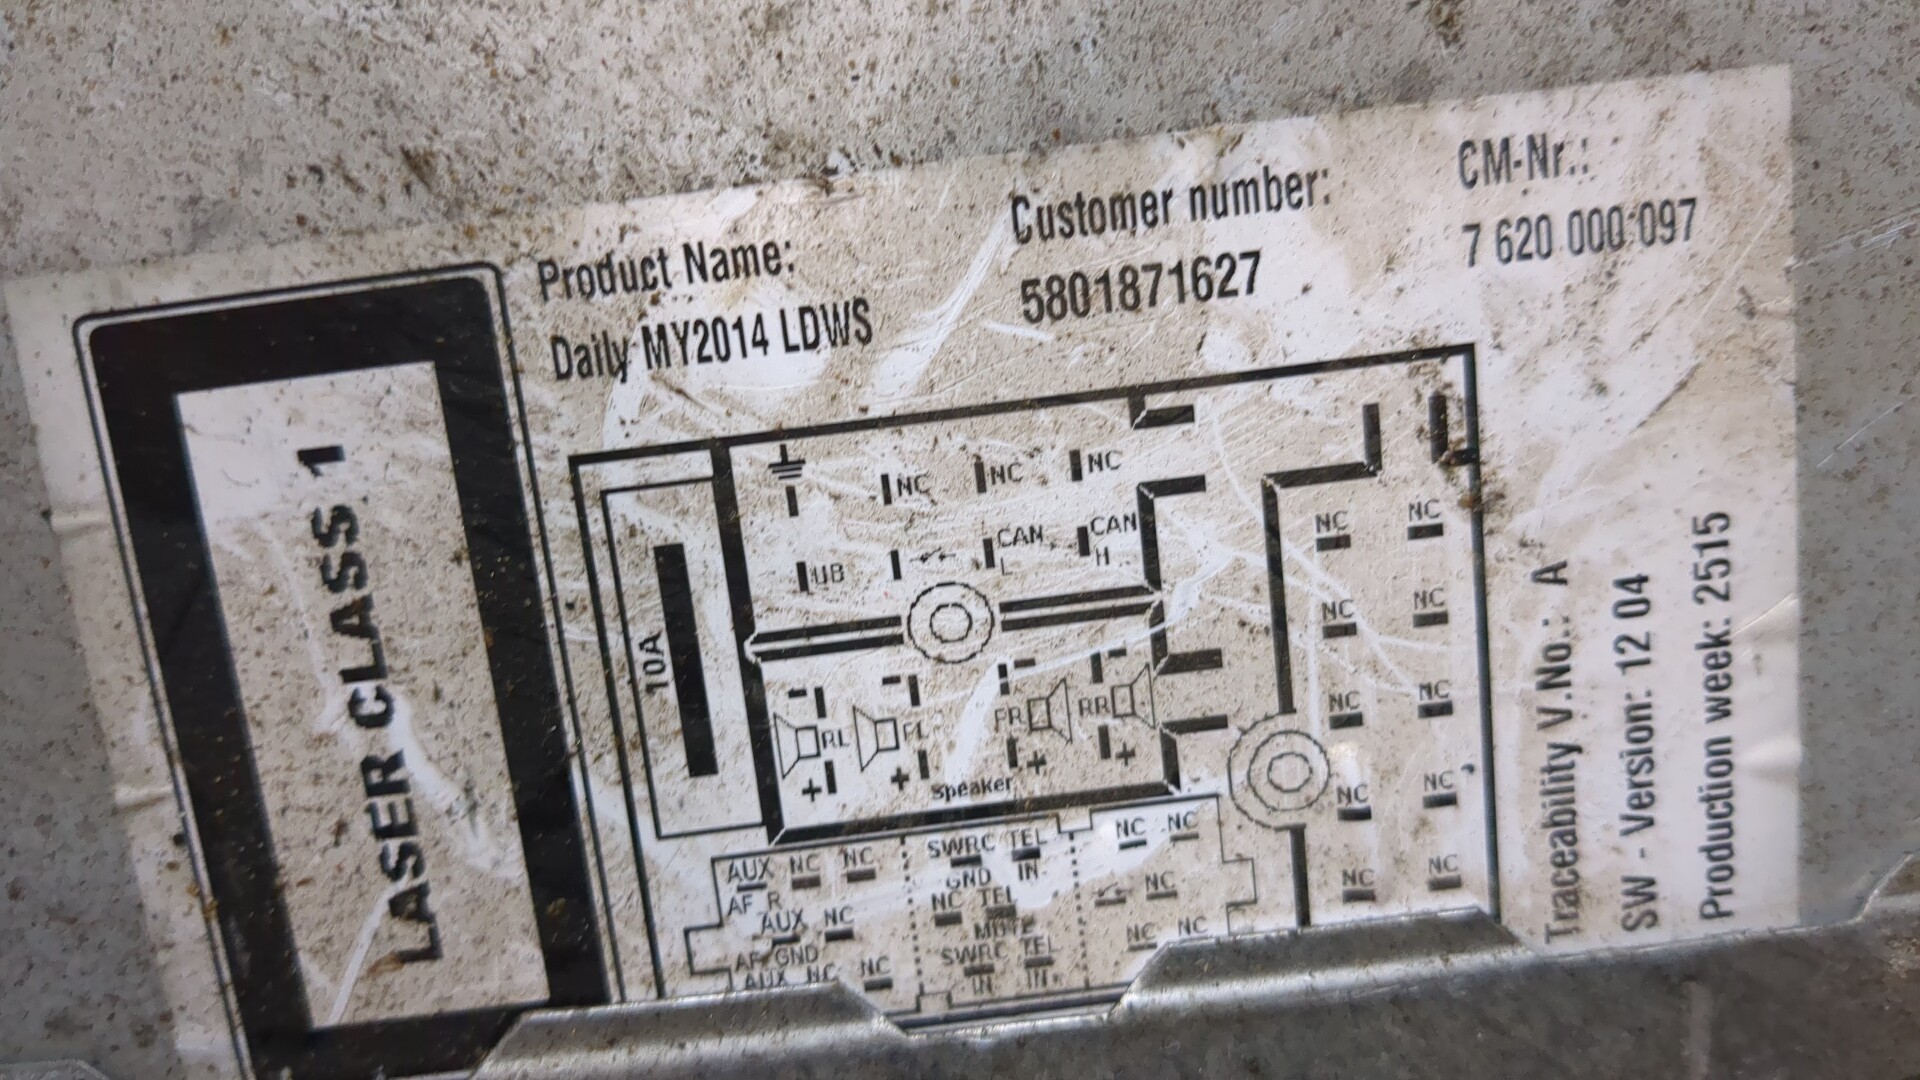 Product Name:
Daily MY2014 LDWS
Customer number:
5801871627
CM-Nr.:
7 620 000 097
LASER CLASS 1
10A
NC NC NC
UB CAN L CAN H
RL FL FR RR
Speaker
AUX NC NC SWRC TEL NC NC
AF R GND IN
AUX NC NC TEL NC
AF GND MUTE
AUX NC NC SWRC TEL NC NC
IN IN
NC NC
NC NC
NC NC
NC NC
NC NC
Traceability V.No.: A
SW - Version: 12 04
Production week: 2515